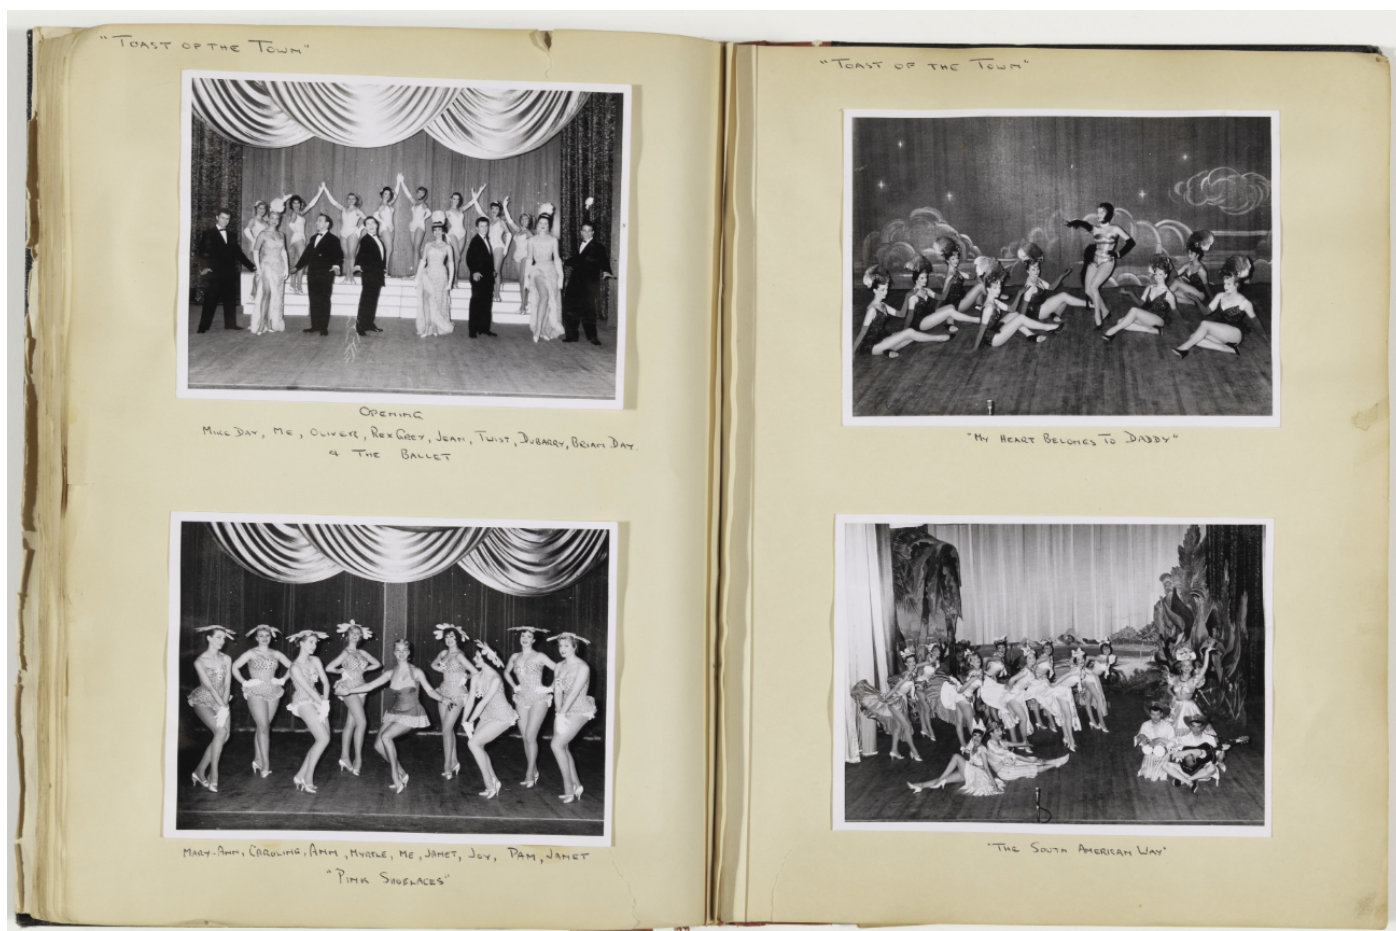 "TOAST OF THE TOWN"
OPENING
MIKE DAY, ME, OLIVER, REX GREY, JEAN, TWIST, DUBARRY, BRIAN DAY.
& THE BALLET
MARY-ANN, CAROLINE, ANN, MYRTLE, ME, JANET, JOY, PAM, JANET
"PINK SHOELACES"
"TOAST OF THE TOWN"
"MY HEART BELONGS TO DADDY"
"THE SOUTH AMERICAN WAY"